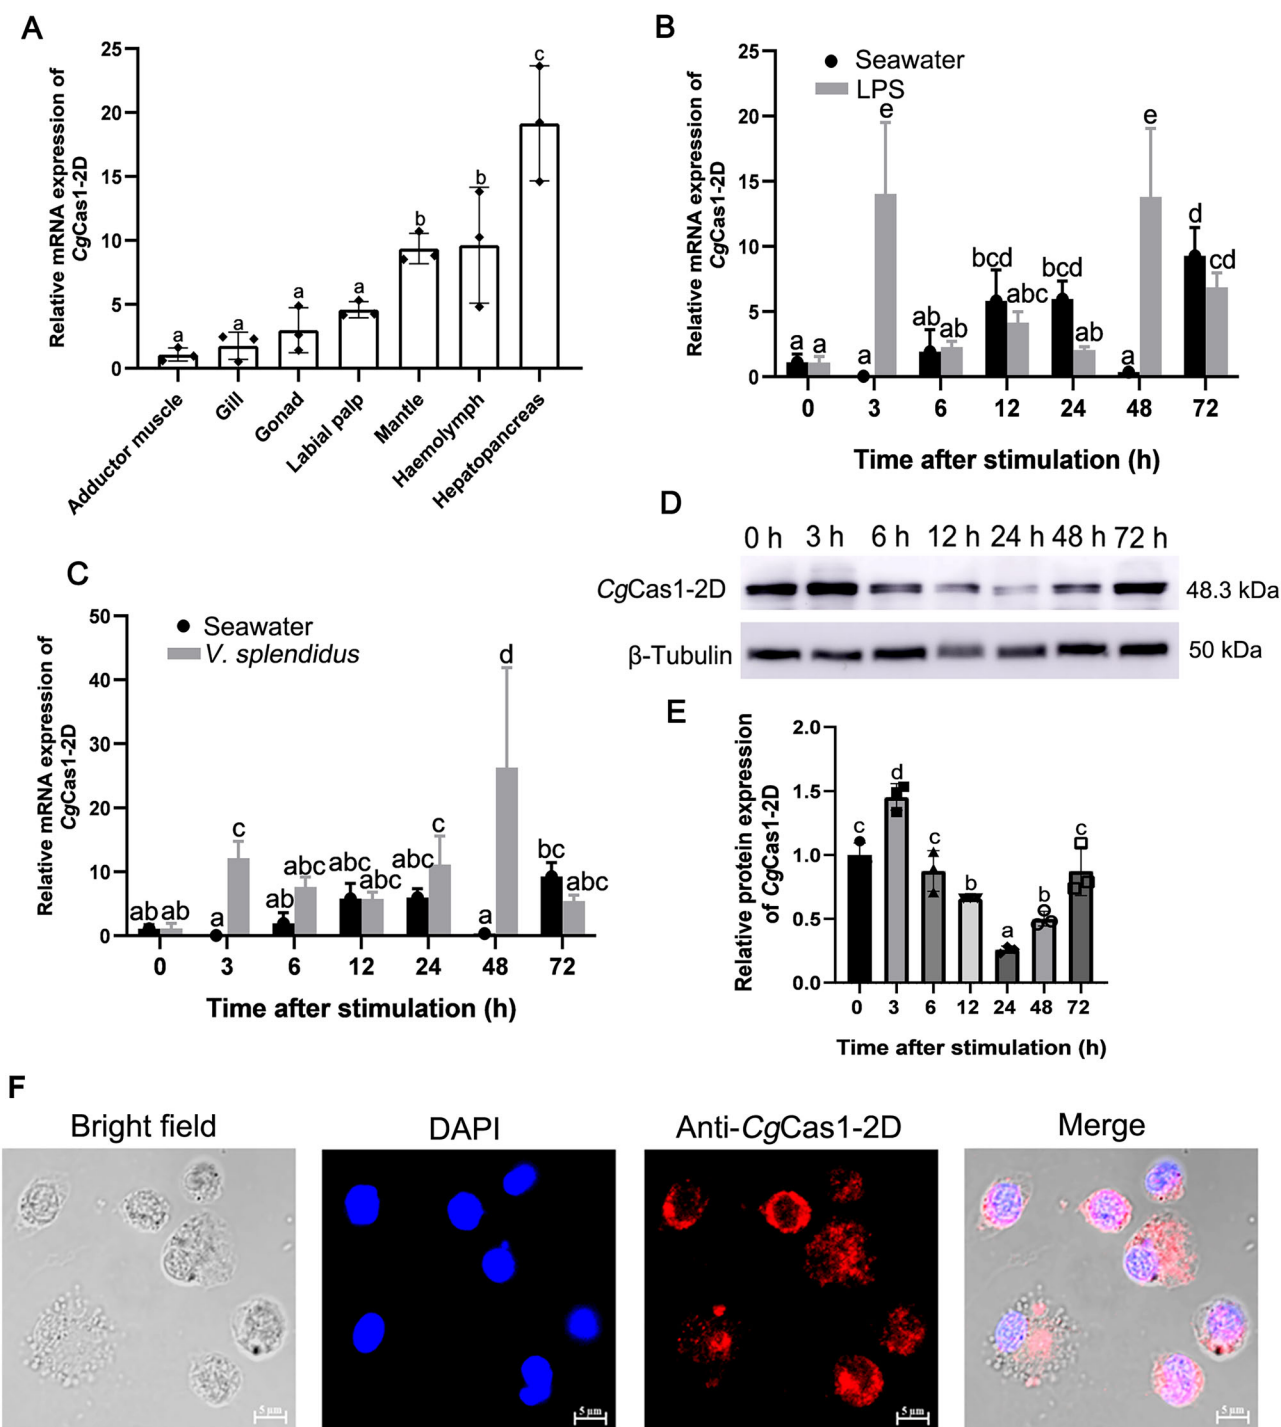 A
Relative mRNA expression of
CgCas1-2D
25
20
15
10
5
0
a
a
a
a
b
b
c
Adductor muscle
Gill
Gonad
Labial palp
Mantle
Haemolymph
Hepatopancreas
B
Relative mRNA expression of
CgCas1-2D
25
20
15
10
5
0
Seawater
LPS
a a
a e
ab ab
bcd abc
bcd ab
a e
d cd
0 3 6 12 24 48 72
Time after stimulation (h)
C
Relative mRNA expression of
CgCas1-2D
50
40
30
20
10
0
Seawater
V. splendidus
ab ab
a c
ab abc
abc abc
abc c
a d
bc abc
0 3 6 12 24 48 72
Time after stimulation (h)
D
0 h 3 h 6 h 12 h 24 h 48 h 72 h
CgCas1-2D 48.3 kDa
β-Tubulin 50 kDa
E
Relative protein expression
of CgCas1-2D
2.0
1.5
1.0
0.5
0.0
c d c b a b c
0 3 6 12 24 48 72
Time after stimulation (h)
F
Bright field DAPI Anti-CgCas1-2D Merge
5 μm 5 μm 5 μm 5 μm